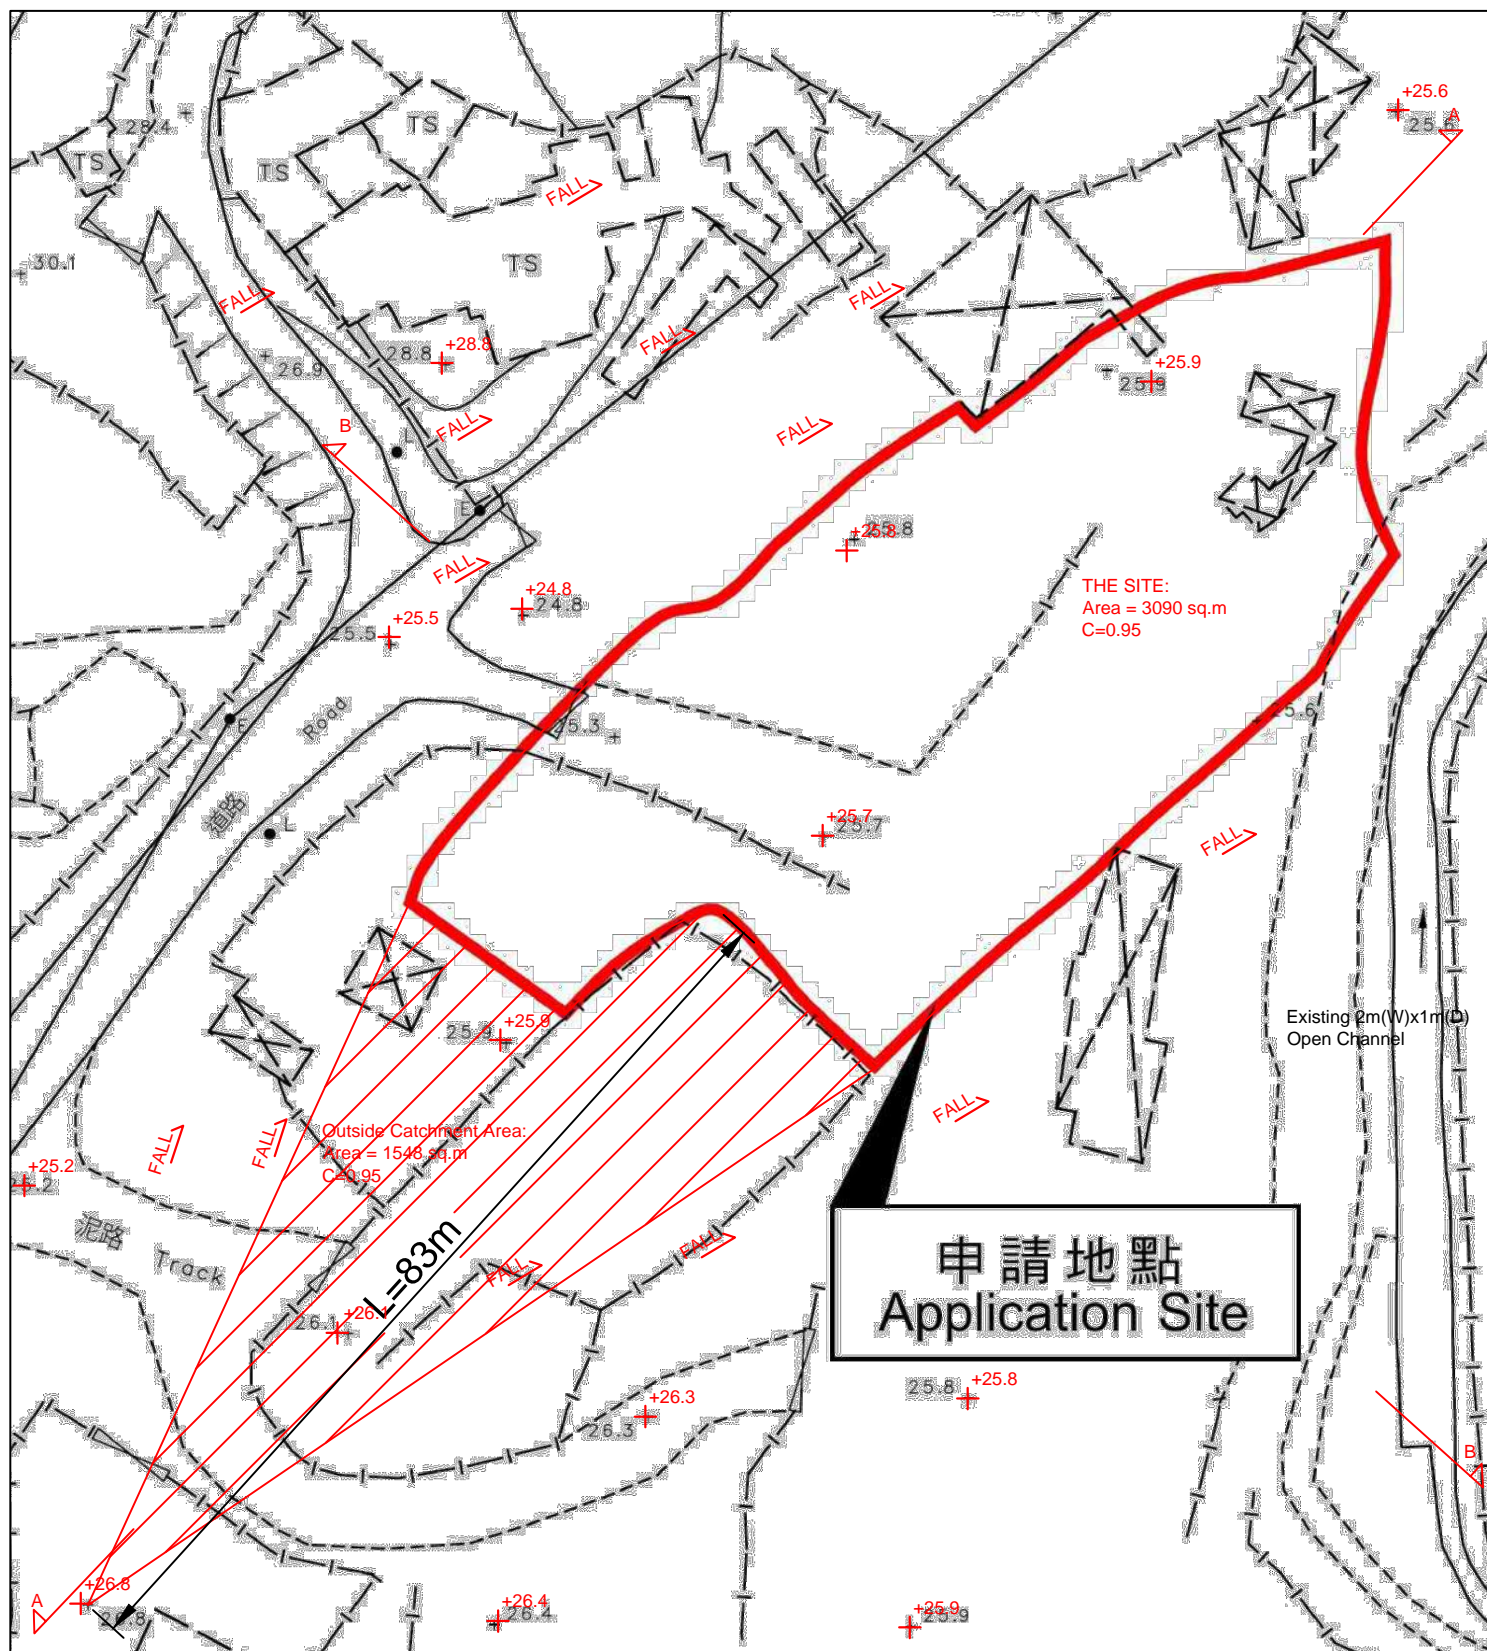 +25.6
25.6
A
28.4
TS
TS
TS
FALL
30.1
TS
FALL
FALL
FALL
+28.8
28.8
26.9
+25.9
25.9
B
L
FALL
FALL
E
+25.8
25.8
FALL
THE SITE:
Area = 3090 sq.m
C=0.95
+24.8
24.8
+25.5
25.5
Road
E
25.3
25.6
道路
L
+25.7
25.7
FALL
+25.9
25.9
Existing 2m(W)x1m(D)
Open Channel
FALL
FALL
FALL
Outside Catchment Area:
Area = 1548 sq.m
C=0.95
+25.2
泥路
Track
L=83m
FALL
FALL
申請地點
Application Site
26.1
+25.8
25.8
+26.3
26.3
B
+26.8
26.8
A
+26.4
26.4
+25.9
25.9